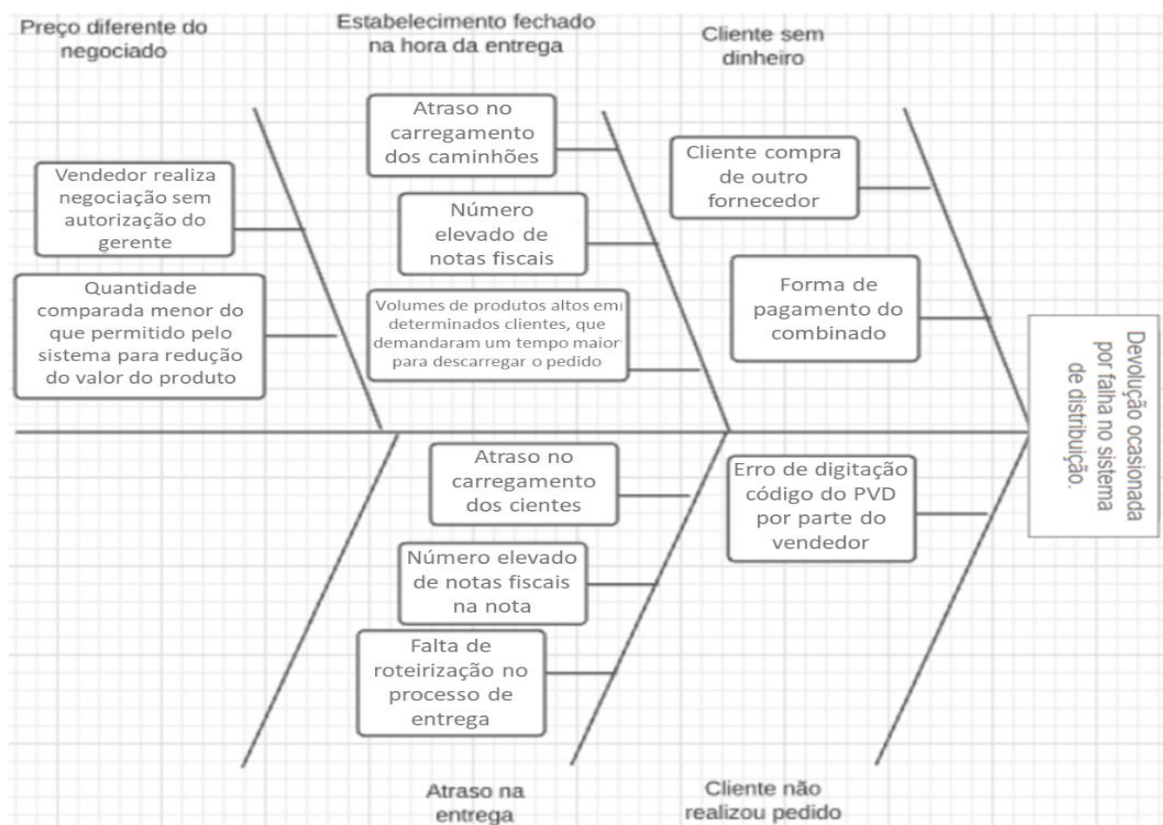 Preço diferente do
negociado
Estabelecimento fechado
na hora da entrega
Cliente sem
dinheiro
Vendedor realiza
negociação sem
autorização do
gerente
Quantidade
comparada menor do
que permitido pelo
sistema para redução
do valor do produto
Atraso no
carregamento
dos caminhões
Número
elevado de
notas fiscais
Volumes de produtos altos em
determinados clientes, que
demandaram um tempo maior
para descarregar o pedido
Cliente compra
de outro
fornecedor
Forma de
pagamento do
combinado
Devolução ocasionada
por falha no sistema
de distribuição.
Atraso no
carregamento
dos cientes
Número elevado
de notas fiscais
na nota
Falta de
roteirização no
processo de
entrega
Erro de digitação
código do PVD
por parte do
vendedor
Atraso na
entrega
Cliente não
realizou pedido